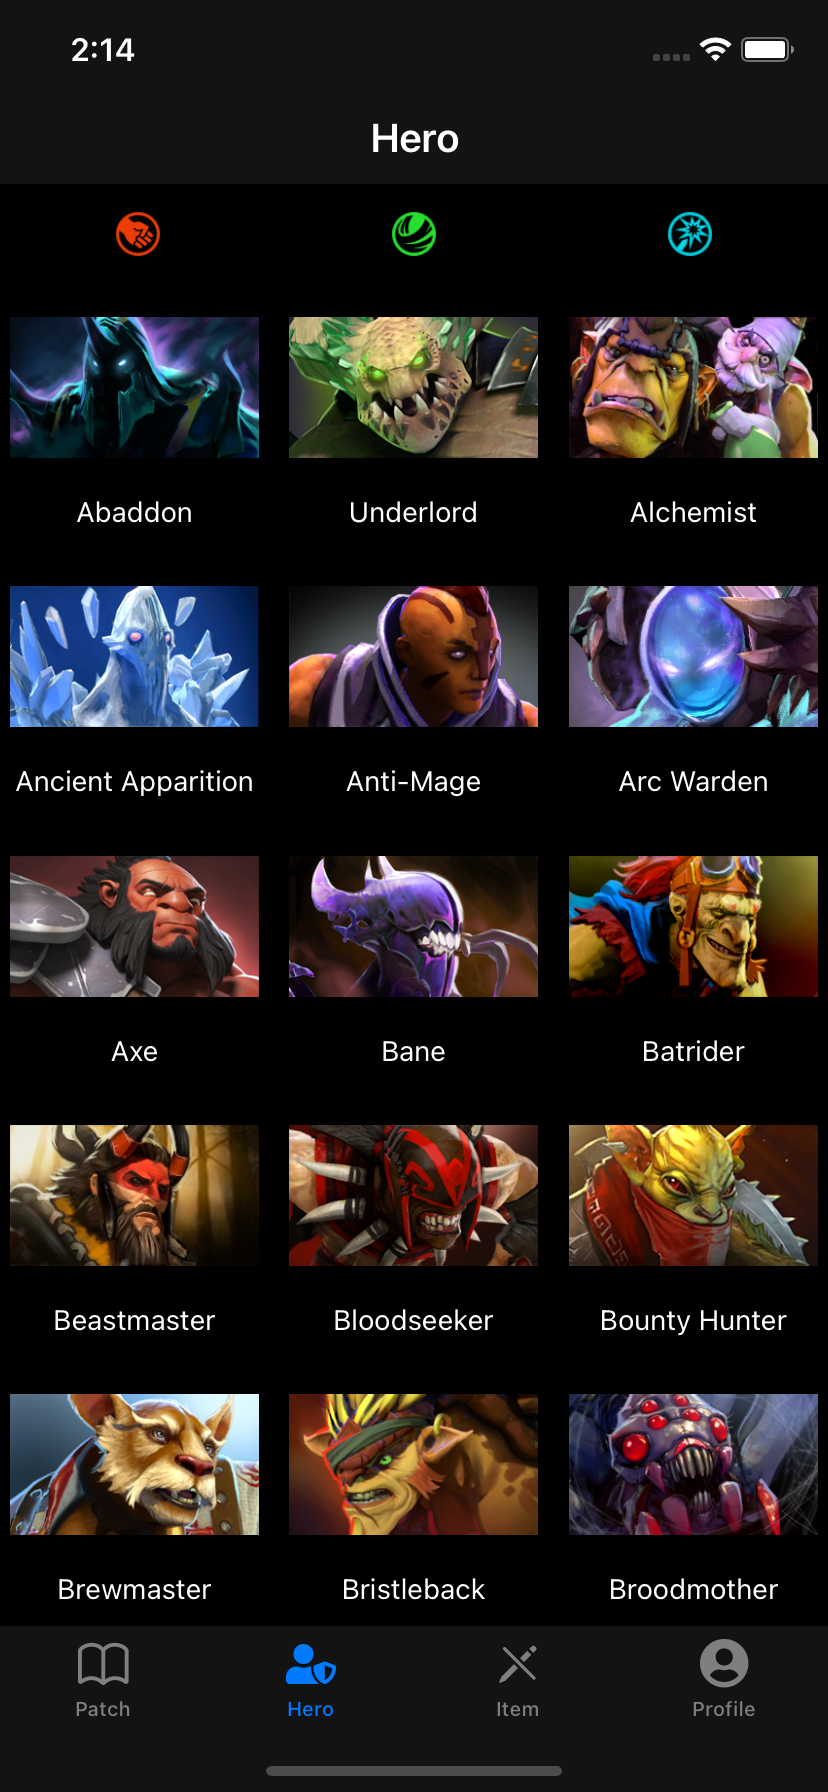 2:14
Hero
Abaddon
Underlord
Alchemist
Ancient Apparition
Anti-Mage
Arc Warden
Axe
Bane
Batrider
Beastmaster
Bloodseeker
Bounty Hunter
Brewmaster
Bristleback
Broodmother
Patch
Hero
Item
Profile